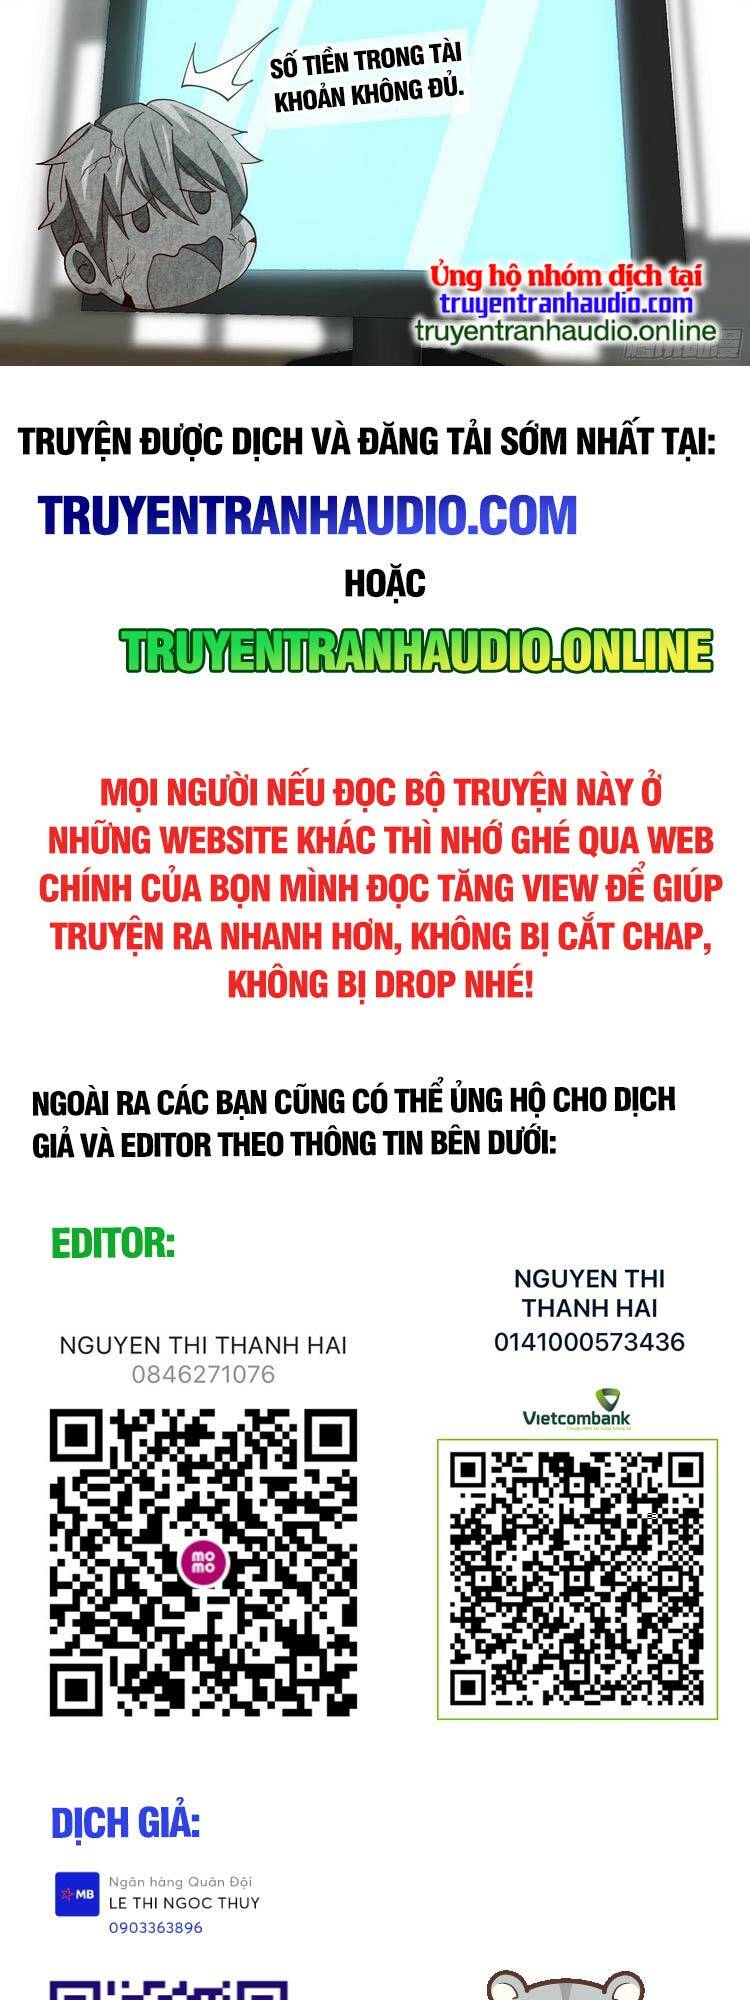 SỐ TIỀN TRONG TÀI
KHOẢN KHÔNG ĐỦ.
Ủng hộ nhóm dịch tại
truyentranhaudio.com
truyentranhaudio.online
TRUYỆN ĐƯỢC DỊCH VÀ ĐĂNG TẢI SỚM NHẤT TẠI:
TRUYENTRANHAUDIO.COM
HOẶC
TRUYENTRANHAUDIO.ONLINE
MỌI NGƯỜI NẾU ĐỌC BỘ TRUYỆN NÀY Ở
NHỮNG WEBSITE KHÁC THÌ NHỚ GHÉ QUA WEB
CHÍNH CỦA BỌN MÌNH ĐỌC TĂNG VIEW ĐỂ GIÚP
TRUYỆN RA NHANH HƠN, KHÔNG BỊ CẮT CHAP,
KHÔNG BỊ DROP NHÉ!
NGOÀI RA CÁC BẠN CŨNG CÓ THỂ ỦNG HỘ CHO DỊCH
GIẢ VÀ EDITOR THEO THÔNG TIN BÊN DƯỚI:
EDITOR:
NGUYEN THI THANH HAI
0846271076
momo
NGUYEN THI
THANH HAI
0141000573436
Vietcombank
DỊCH GIẢ:
MB
Ngân hàng Quân Đội
LE THI NGOC THUY
0903363896